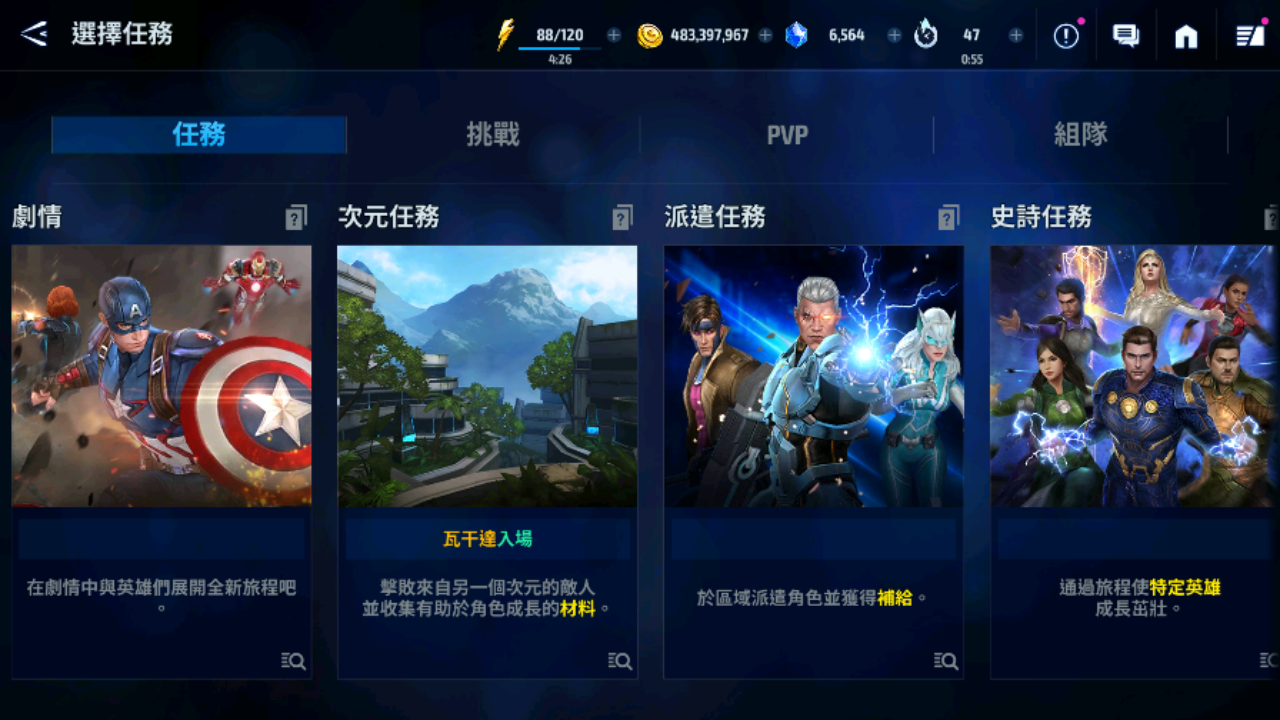 選擇任務
88/120
4:26
483,397,967
6,564
47
0:55
任務
挑戰
PVP
組隊
劇情
次元任務
派遣任務
史詩任務
在劇情中與英雄們展開全新旅程吧
。
瓦干達入場
擊敗來自另一個次元的敵人
並收集有助於角色成長的材料。
於區域派遣角色並獲得補給。
通過旅程使特定英雄
成長茁壯。